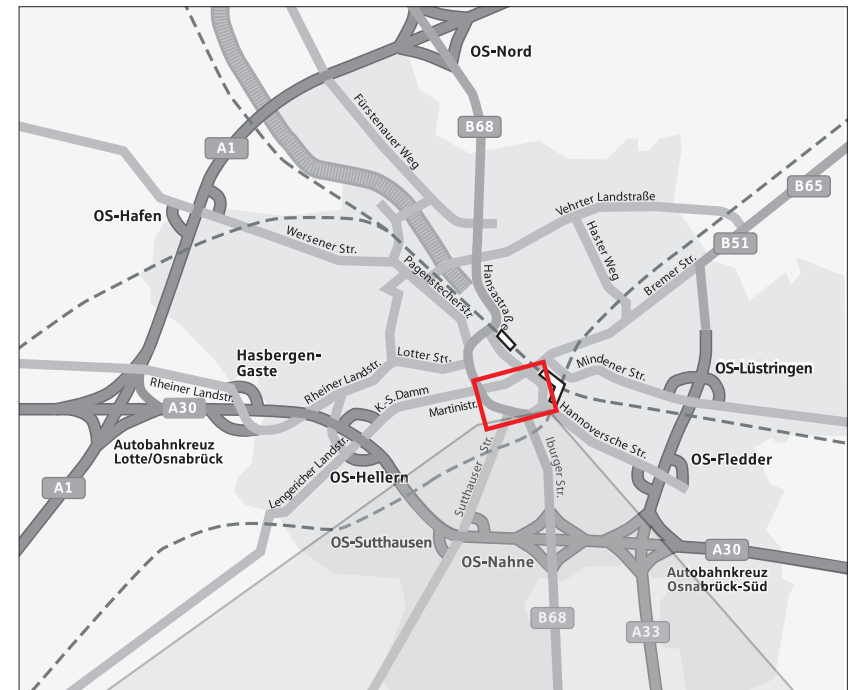 OS-Nord
Fürstenauer Weg
B68
A1
B65
Vehrter Landstraße
OS-Hafen
Haster Weg
Wersener Str.
B51
Pagenstecherstr.
Hansastraße
Bremer Str.
Hasbergen-
Gaste
Lotter Str.
Mindener Str.
OS-Lüstringen
Rheiner Landstr.
Rheiner Landstr.
K.-S.Damm
A30
Martinistr.
Hannoversche Str.
Autobahnkreuz
Lotte/Osnabrück
Lengericher Landstr.
OS-Hellern
Sutthauser Str.
Iburger Str.
OS-Fledder
A1
OS-Sutthausen
OS-Nahne
A30
Autobahnkreuz
Osnabrück-Süd
B68
A33